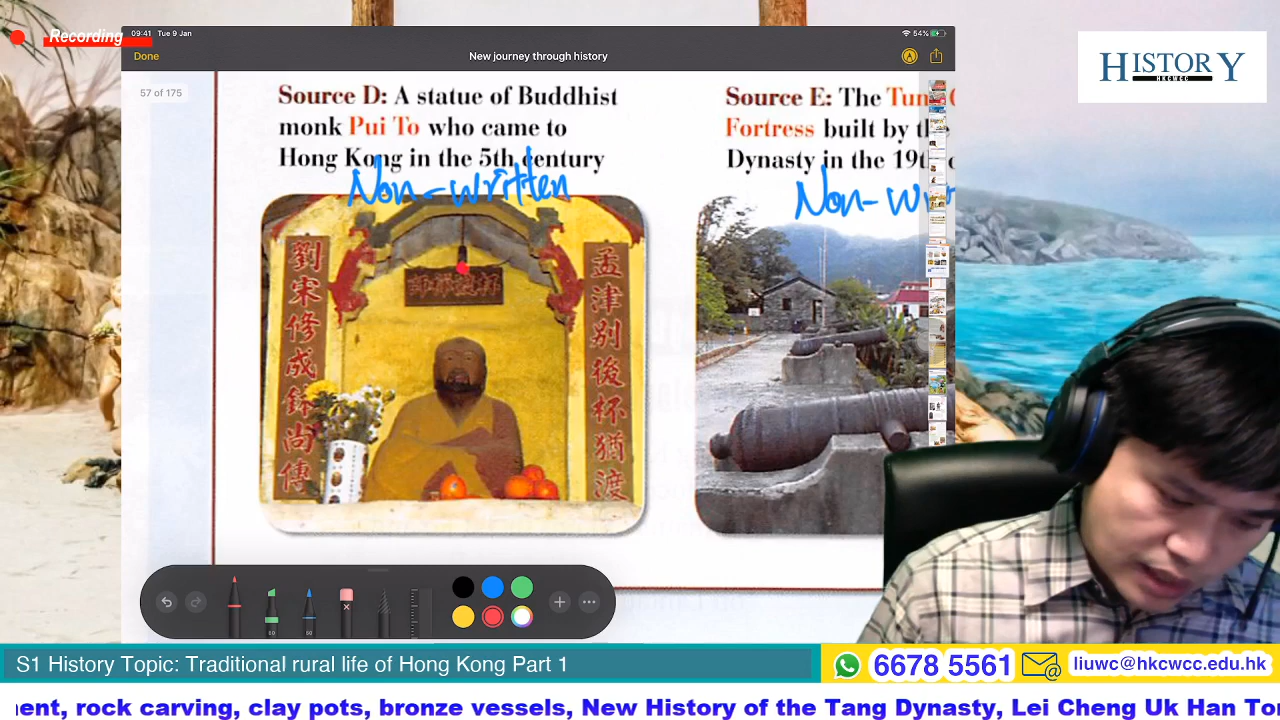 Recording
09:41 Tue 9 Jan
54%
Done
New journey through history
HISTORY
HKCWCC
57 of 175
Source D: A statue of Buddhist
monk Pui To who came to
Hong Kong in the 5th century
Non-written
Source E: The Tun
Fortress built by the
Dynasty in the 19t
Non-wr
劉宋修成鉢尚傳
孟津別後杯猶渡
S1 History Topic: Traditional rural life of Hong Kong Part 1
6678 5561
liuwc@hkcwcc.edu.hk
ent, rock carving, clay pots, bronze vessels, New History of the Tang Dynasty, Lei Cheng Uk Han To